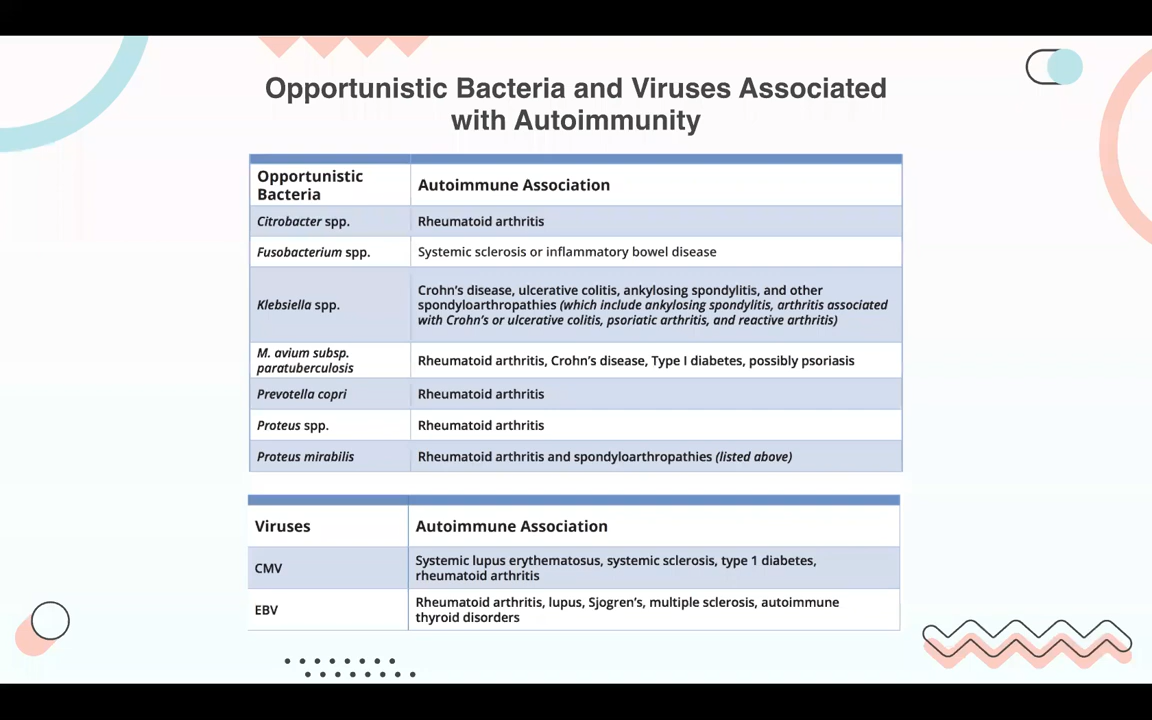 Opportunistic Bacteria and Viruses Associated
with Autoimmunity
Opportunistic
Bacteria
Autoimmune Association
Citrobacter spp.
Rheumatoid arthritis
Fusobacterium spp.
Systemic sclerosis or inflammatory bowel disease
Klebsiella spp.
Crohn’s disease, ulcerative colitis, ankylosing spondylitis, and other
spondyloarthropathies (which include ankylosing spondylitis, arthritis associated
with Crohn’s or ulcerative colitis, psoriatic arthritis, and reactive arthritis)
M. avium subsp.
paratuberculosis
Rheumatoid arthritis, Crohn’s disease, Type I diabetes, possibly psoriasis
Prevotella copri
Rheumatoid arthritis
Proteus spp.
Rheumatoid arthritis
Proteus mirabilis
Rheumatoid arthritis and spondyloarthropathies (listed above)
Viruses
Autoimmune Association
CMV
Systemic lupus erythematosus, systemic sclerosis, type 1 diabetes,
rheumatoid arthritis
EBV
Rheumatoid arthritis, lupus, Sjogren’s, multiple sclerosis, autoimmune
thyroid disorders